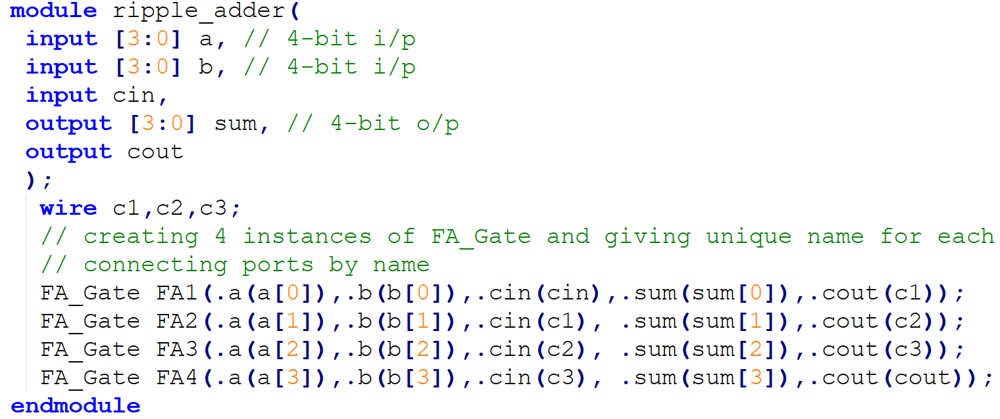 module ripple_adder(
input [3:0] a, // 4-bit i/p
input [3:0] b, // 4-bit i/p
input cin,
output [3:0] sum, // 4-bit o/p
output cout
);
wire c1,c2,c3;
// creating 4 instances of FA_Gate and giving unique name for each
// connecting ports by name
FA_Gate FA1(.a(a[0]),.b(b[0]),.cin(cin),.sum(sum[0]),.cout(c1));
FA_Gate FA2(.a(a[1]),.b(b[1]),.cin(c1), .sum(sum[1]),.cout(c2));
FA_Gate FA3(.a(a[2]),.b(b[2]),.cin(c2), .sum(sum[2]),.cout(c3));
FA_Gate FA4(.a(a[3]),.b(b[3]),.cin(c3), .sum(sum[3]),.cout(cout));
endmodule